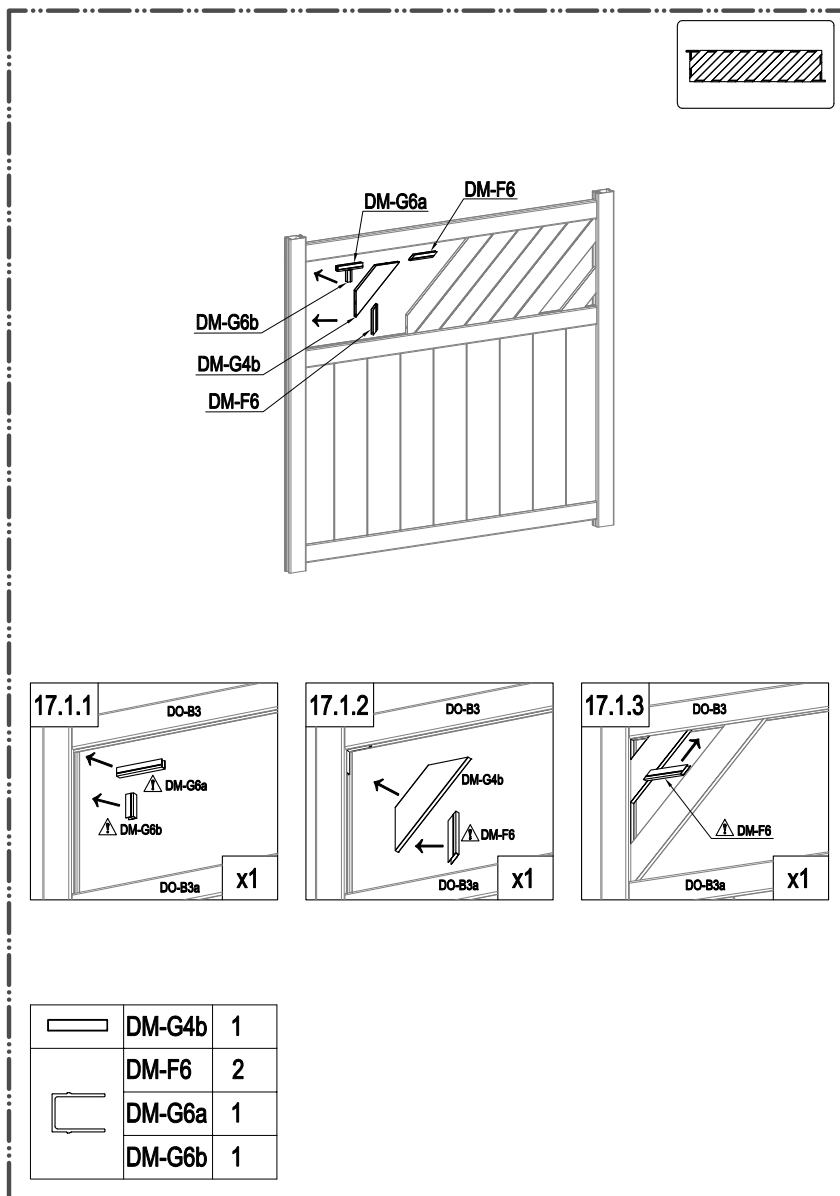 DM-G6a
DM-F6
DM-G6b
DM-G4b
DM-F6
17.1.1
DO-B3
DM-G6a
DM-G6b
DO-B3a
x1
17.1.2
DO-B3
DM-G4b
DM-F6
DO-B3a
x1
17.1.3
DO-B3
DM-F6
DO-B3a
x1
DM-G4b 1
DM-F6 2
DM-G6a 1
DM-G6b 1